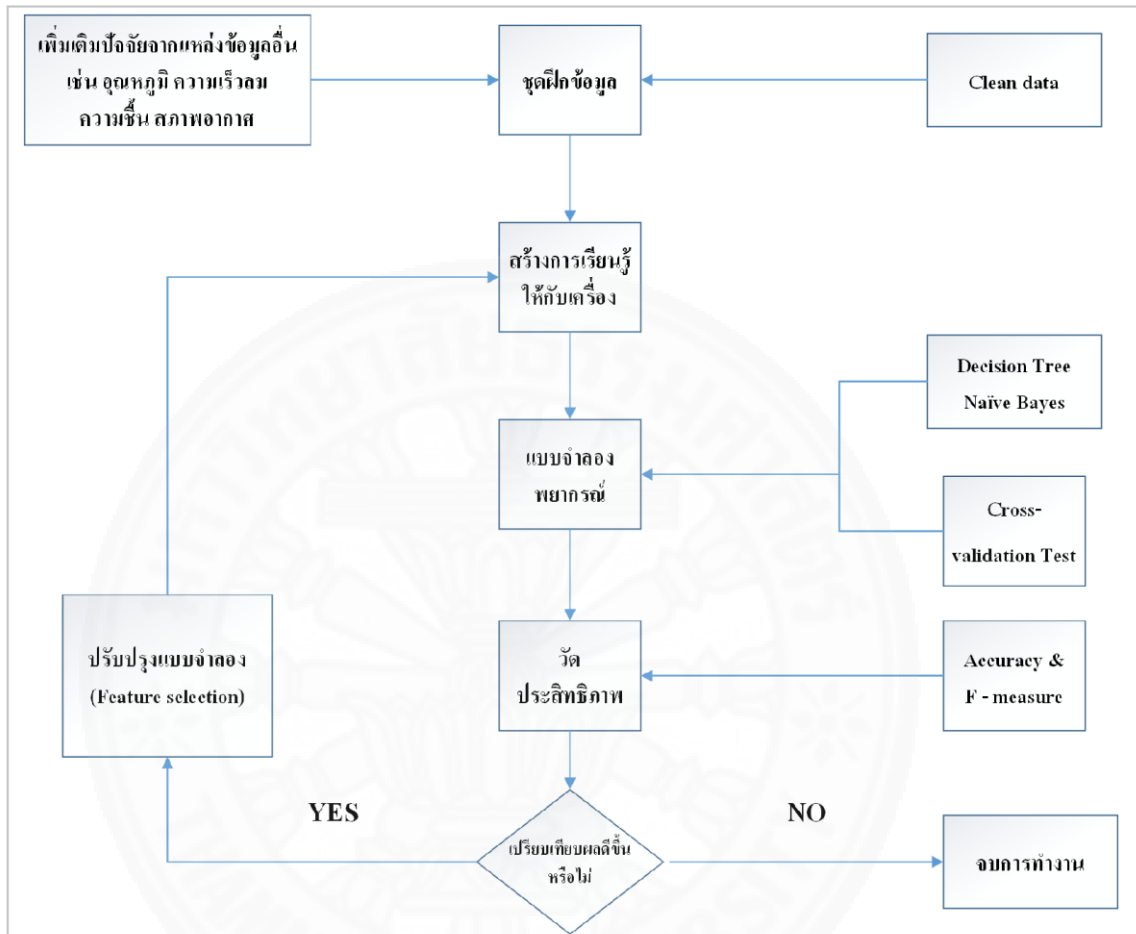 เพิ่มเติมปัจจัยจากแหล่งข้อมูลอื่น
เช่น อุณหภูมิ ความเร็วลม
ความชื้น สภาพอากาศ
ชุดฝึกข้อมูล
Clean data
สร้างการเรียนรู้
ให้กับเครื่อง
Decision Tree
Naïve Bayes
แบบจำลอง
พยากรณ์
Cross-
validation Test
ปรับปรุงแบบจำลอง
(Feature selection)
วัด
ประสิทธิภาพ
Accuracy &
F - measure
YES
NO
เปรียบเทียบผลดีขึ้น
หรือไม่
จบการทำงาน